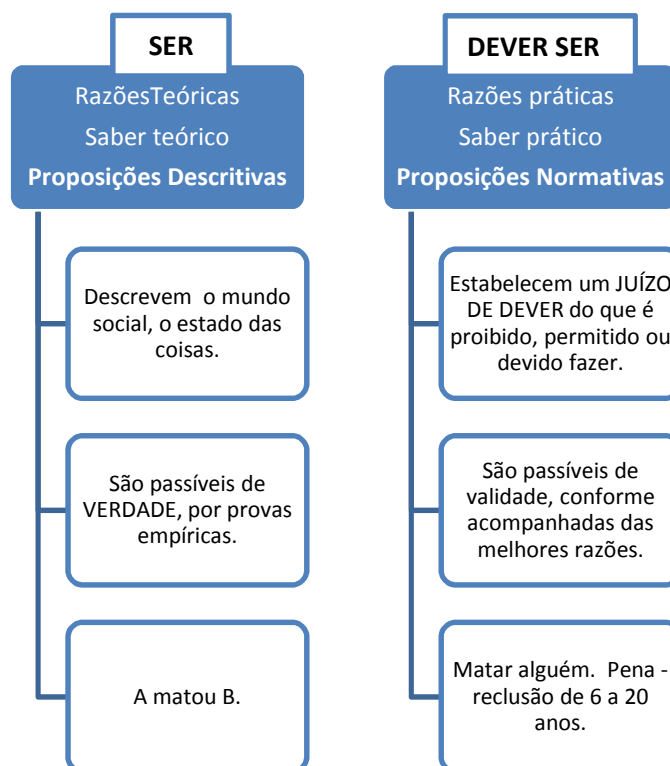 SER
RazõesTeóricas
Saber teórico
Proposições Descritivas
Descrevem o mundo
social, o estado das
coisas.
São passíveis de
VERDADE, por provas
empíricas.
A matou B.
DEVER SER
Razões práticas
Saber prático
Proposições Normativas
Estabelecem um JUÍZO
DE DEVER do que é
proibido, permitido ou
devido fazer.
São passíveis de
validade, conforme
acompanhadas das
melhores razões.
Matar alguém. Pena -
reclusão de 6 a 20
anos.